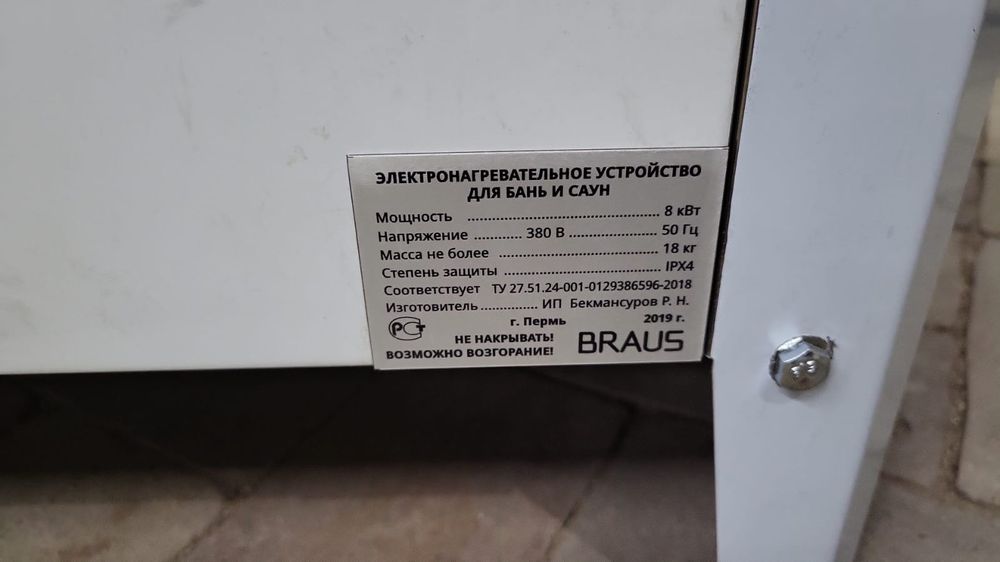 ЭЛЕКТРОНАГРЕВАТЕЛЬНОЕ УСТРОЙСТВО
ДЛЯ БАНЬ И САУН
Мощность ........................................ 8 кВт
Напряжение ........... 380 В .................... 50 Гц
Масса не более ..................................... 18 кг
Степень защиты .................................. IPX4
Соответствует ТУ 27.51.24-001-0129386596-2018
Изготовитель ............. ИП Бекмансуров Р. Н.
РСТ г. Пермь 2019 г.
НЕ НАКРЫВАТЬ!
ВОЗМОЖНО ВОЗГОРАНИЕ! BRAUS